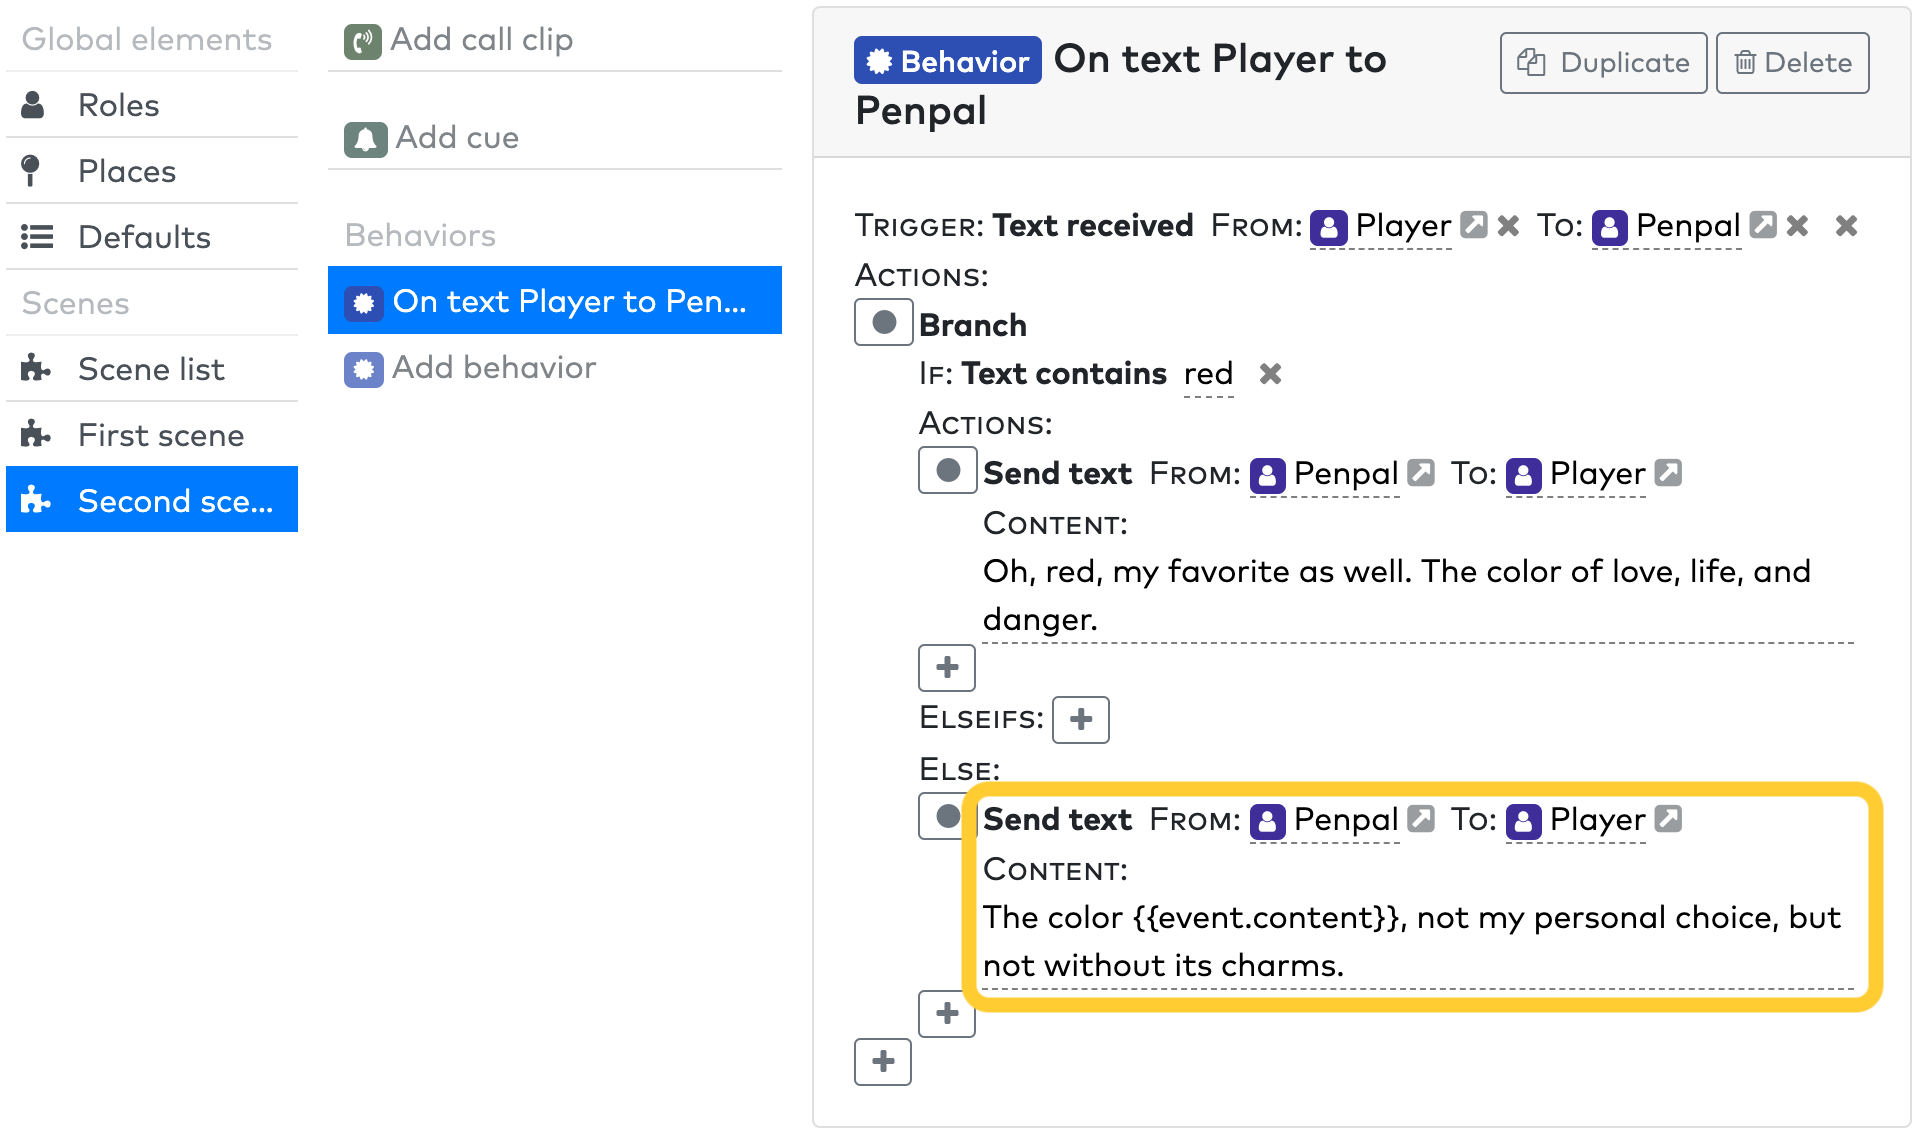 Global elements
Roles
Places
Defaults
Scenes
Scene list
First scene
Second sce...
Add call clip
Add cue
Behaviors
On text Player to Pen...
Add behavior
Behavior On text Player to
Penpal
Duplicate
Delete
TRIGGER: Text received FROM: Player TO: Penpal
ACTIONS:
Branch
IF: Text contains red
ACTIONS:
Send text FROM: Penpal TO: Player
CONTENT:
Oh, red, my favorite as well. The color of love, life, and
danger.
ELSEIFS:
ELSE:
Send text FROM: Penpal TO: Player
CONTENT:
The color {{event.content}}, not my personal choice, but
not without its charms.